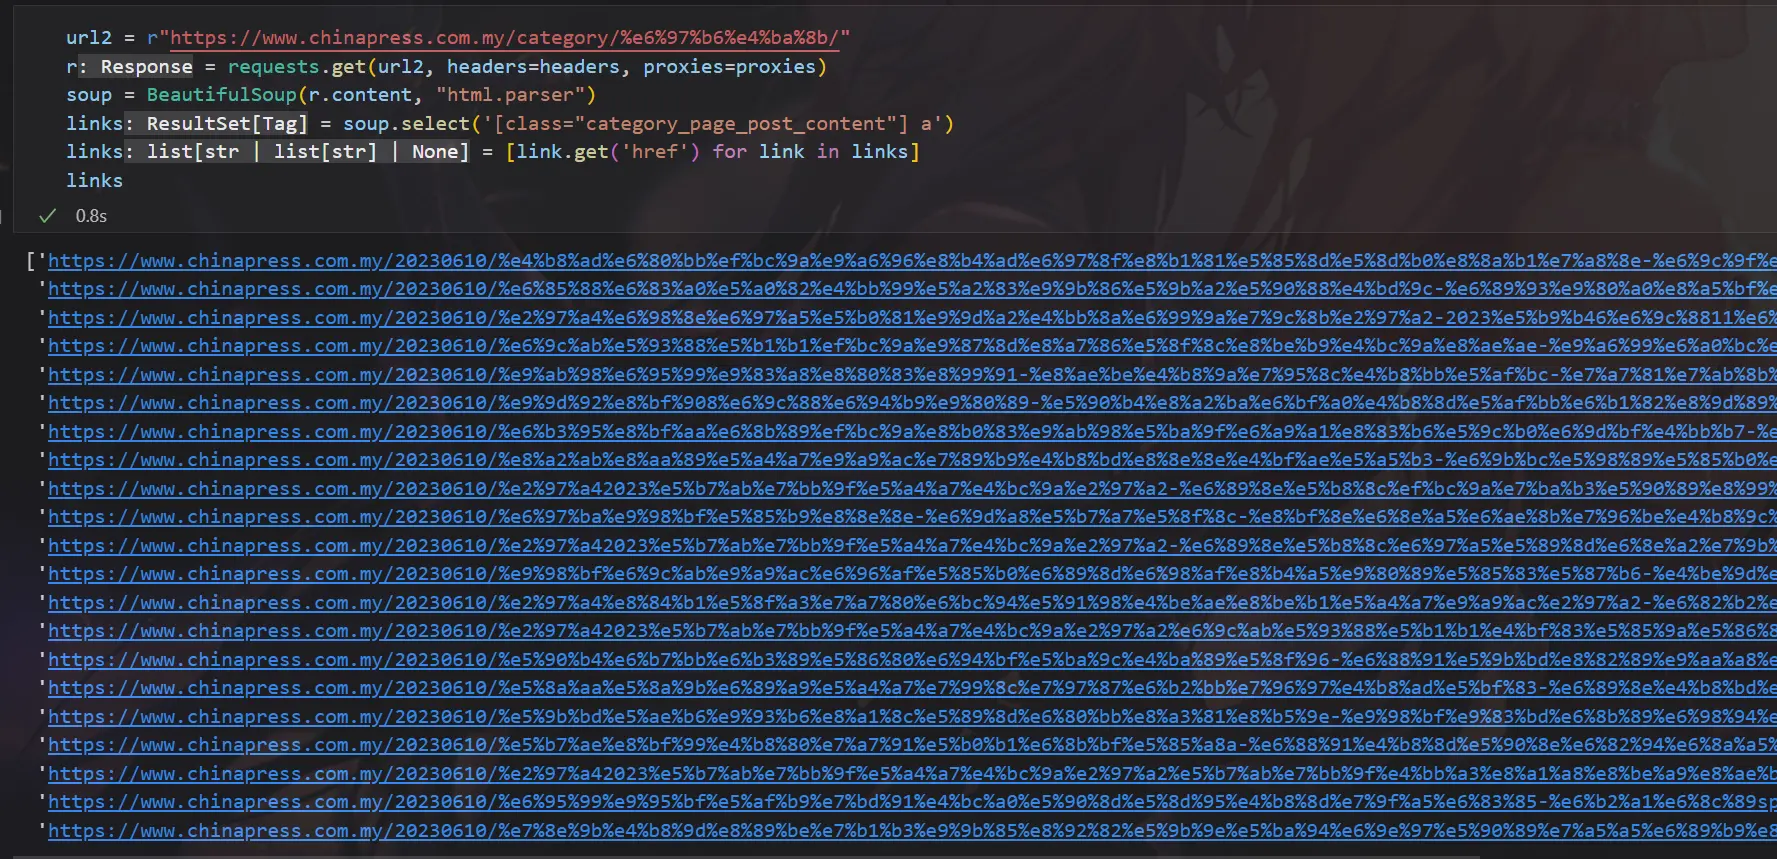 url2 = r"https://www.chinapress.com.my/category/%e6%97%b6%e4%ba%8b/"
r: Response = requests.get(url2, headers=headers, proxies=proxies)
soup = BeautifulSoup(r.content, "html.parser")
links: ResultSet[Tag] = soup.select('[class="category_page_post_content"] a')
links: list[str | list[str] | None] = [link.get('href') for link in links]
links
0.8s
['https://www.chinapress.com.my/20230610/%e4%b8%ad%e6%80%bb%ef%bc%9a%e9%a6%96%e8%b4%ad%e6%97%8f%e8%b1%81%e5%85%8d%e5%8d%b0%e8%8a%b1%e7%a8%8e-%e6%9c%9f%e
'https://www.chinapress.com.my/20230610/%e6%85%88%e6%83%a0%e5%a0%82%e4%bb%99%e5%a2%83%e9%9b%86%e5%9b%a2%e5%90%88%e4%bd%9c-%e6%89%93%e9%80%a0%e8%a5%bf%e
'https://www.chinapress.com.my/20230610/%e2%97%a4%e6%98%8e%e6%97%a5%e5%b0%81%e9%9d%a2%e4%bb%8a%e6%99%9a%e7%9c%8b%e2%97%a2-2023%e5%b9%b46%e6%9c%8811%e6%
'https://www.chinapress.com.my/20230610/%e6%9c%ab%e5%93%88%e5%b1%b1%ef%bc%9a%e9%87%8d%e8%a7%86%e5%8f%8c%e8%be%b9%e4%bc%9a%e8%ae%ae-%e9%a6%99%e6%a0%bc%e
'https://www.chinapress.com.my/20230610/%e9%ab%98%e6%95%99%e9%83%a8%e8%80%83%e8%99%91-%e8%ae%be%e4%b8%9a%e7%95%8c%e4%b8%bb%e5%af%bc-%e7%a7%81%e7%ab%8b%
'https://www.chinapress.com.my/20230610/%e9%9d%92%e8%bf%908%e6%9c%88%e6%94%b9%e9%80%89-%e5%90%b4%e8%a2%ba%e6%bf%a0%e4%b8%8d%e5%af%bb%e6%b1%82%e8%9d%89%
'https://www.chinapress.com.my/20230610/%e6%b3%95%e8%bf%aa%e6%8b%89%ef%bc%9a%e8%b0%83%e9%ab%98%e5%ba%9f%e6%a9%a1%e8%83%b6%e5%9c%b0%e6%9d%bf%e4%bb%b7-%e
'https://www.chinapress.com.my/20230610/%e8%a2%ab%e8%aa%89%e5%a4%a7%e9%a9%ac%e7%89%b9%e4%b8%bd%e8%8e%8e%e4%bf%ae%e5%a5%b3-%e6%9b%bc%e5%98%89%e5%85%b0%e
'https://www.chinapress.com.my/20230610/%e2%97%a42023%e5%b7%ab%e7%bb%9f%e5%a4%a7%e4%bc%9a%e2%97%a2-%e6%89%8e%e5%b8%8c%ef%bc%9a%e7%ba%b3%e5%90%89%e8%99%
'https://www.chinapress.com.my/20230610/%e6%97%ba%e9%98%bf%e5%85%b9%e8%8e%8e-%e6%9d%a8%e5%b7%a7%e5%8f%8c-%e8%bf%8e%e6%8e%a5%e6%ae%8b%e7%96%be%e4%b8%9c%
'https://www.chinapress.com.my/20230610/%e2%97%a42023%e5%b7%ab%e7%bb%9f%e5%a4%a7%e4%bc%9a%e2%97%a2-%e6%89%8e%e5%b8%8c%e6%97%a5%e5%89%8d%e6%8e%a2%e7%9b%
'https://www.chinapress.com.my/20230610/%e9%98%bf%e6%9c%ab%e9%a9%ac%e6%96%af%e5%85%b0%e6%89%8d%e6%98%af%e8%b4%a5%e9%80%89%e5%85%83%e5%87%b6-%e4%be%9d%e
'https://www.chinapress.com.my/20230610/%e2%97%a4%e8%84%b1%e5%8f%a3%e7%a7%80%e6%bc%94%e5%91%98%e4%be%ae%e8%be%b1%e5%a4%a7%e9%a9%ac%e2%97%a2-%e6%82%b2%e
'https://www.chinapress.com.my/20230610/%e2%97%a42023%e5%b7%ab%e7%bb%9f%e5%a4%a7%e4%bc%9a%e2%97%a2%e6%9c%ab%e5%93%88%e5%b1%b1%e4%bf%83%e5%85%9a%e5%86%8
'https://www.chinapress.com.my/20230610/%e5%90%b4%e6%b7%bb%e6%b3%89%e5%86%80%e6%94%bf%e5%ba%9c%e4%ba%89%e5%8f%96-%e6%88%91%e5%9b%bd%e8%82%89%e9%aa%a8%e
'https://www.chinapress.com.my/20230610/%e5%8a%aa%e5%8a%9b%e6%89%a9%e5%a4%a7%e7%99%8c%e7%97%87%e6%b2%bb%e7%96%97%e4%b8%ad%e5%bf%83-%e6%89%8e%e4%b8%bd%e
'https://www.chinapress.com.my/20230610/%e5%9b%bd%e5%ae%b6%e9%93%b6%e8%a1%8c%e5%89%8d%e6%80%bb%e8%a3%81%e8%b5%9e-%e9%98%bf%e9%83%bd%e6%8b%89%e6%98%94%e
'https://www.chinapress.com.my/20230610/%e5%b7%ae%e8%bf%99%e4%b8%80%e7%a7%91%e5%b0%b1%e6%8b%bf%e5%85%a8a-%e6%88%91%e4%b8%8d%e5%90%8e%e6%82%94%e6%8a%a5%
'https://www.chinapress.com.my/20230610/%e2%97%a42023%e5%b7%ab%e7%bb%9f%e5%a4%a7%e4%bc%9a%e2%97%a2%e5%b7%ab%e7%bb%9f%e4%bb%a3%e8%a1%a8%e8%be%a9%e8%ae%b
'https://www.chinapress.com.my/20230610/%e6%95%99%e9%95%bf%e5%af%b9%e7%bd%91%e4%bc%a0%e5%90%8d%e5%8d%95%e4%b8%8d%e7%9f%a5%e6%83%85-%e6%b2%a1%e6%8c%89sp
'https://www.chinapress.com.my/20230610/%e7%8e%9b%e4%b8%9d%e8%89%be%e7%b1%b3%e9%9b%85%e8%92%82%e5%9b%9e%e5%ba%94%e6%9e%97%e5%90%89%e7%a5%a5%e6%89%b9%e8